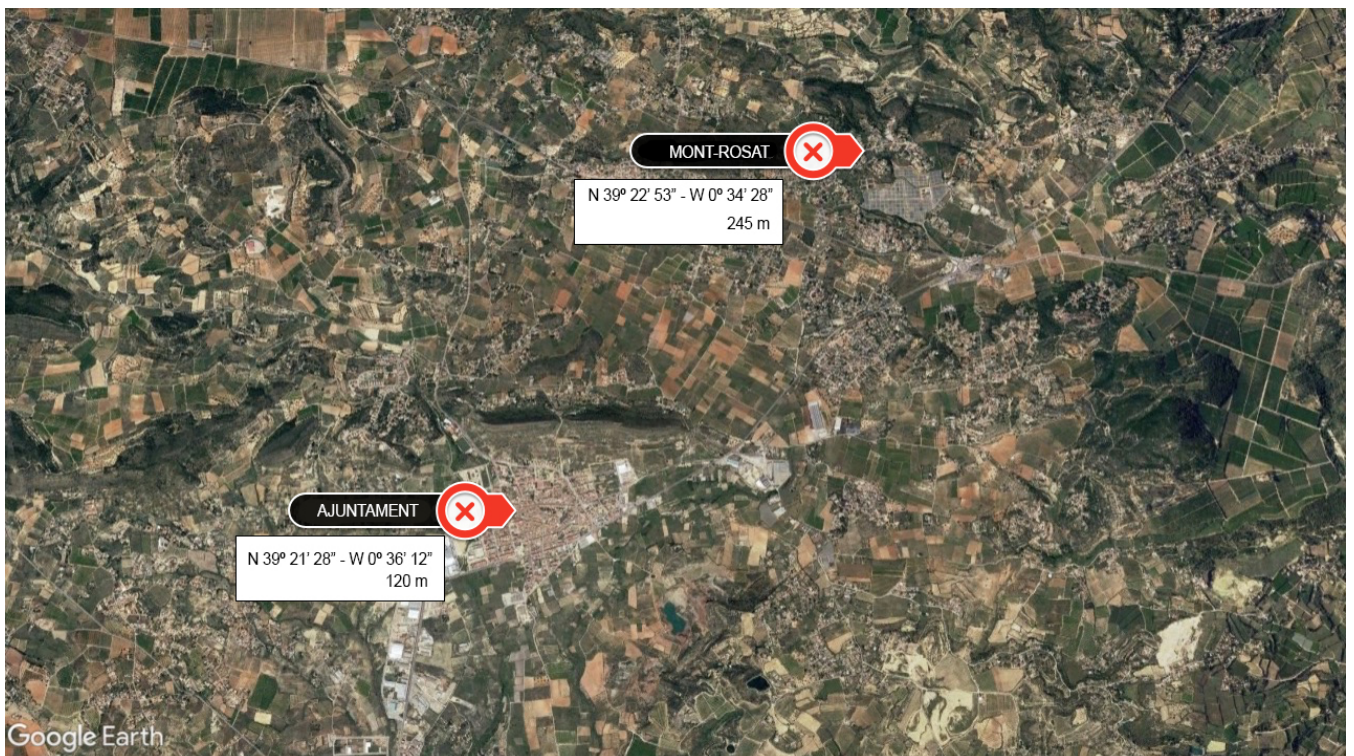 MONT-ROSAT
N 39º 22' 53" - W 0º 34' 28"
245 m
AJUNTAMENT
N 39º 21' 28" - W 0º 36' 12"
120 m
Google Earth